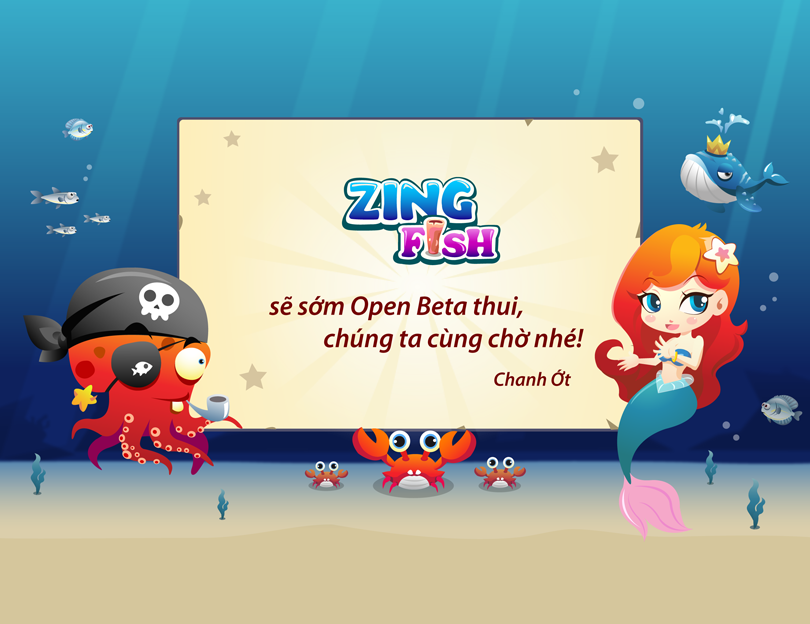 ZING
FISH
sẽ sớm Open Beta thui,
chúng ta cùng chờ nhé!
Chanh Ớt